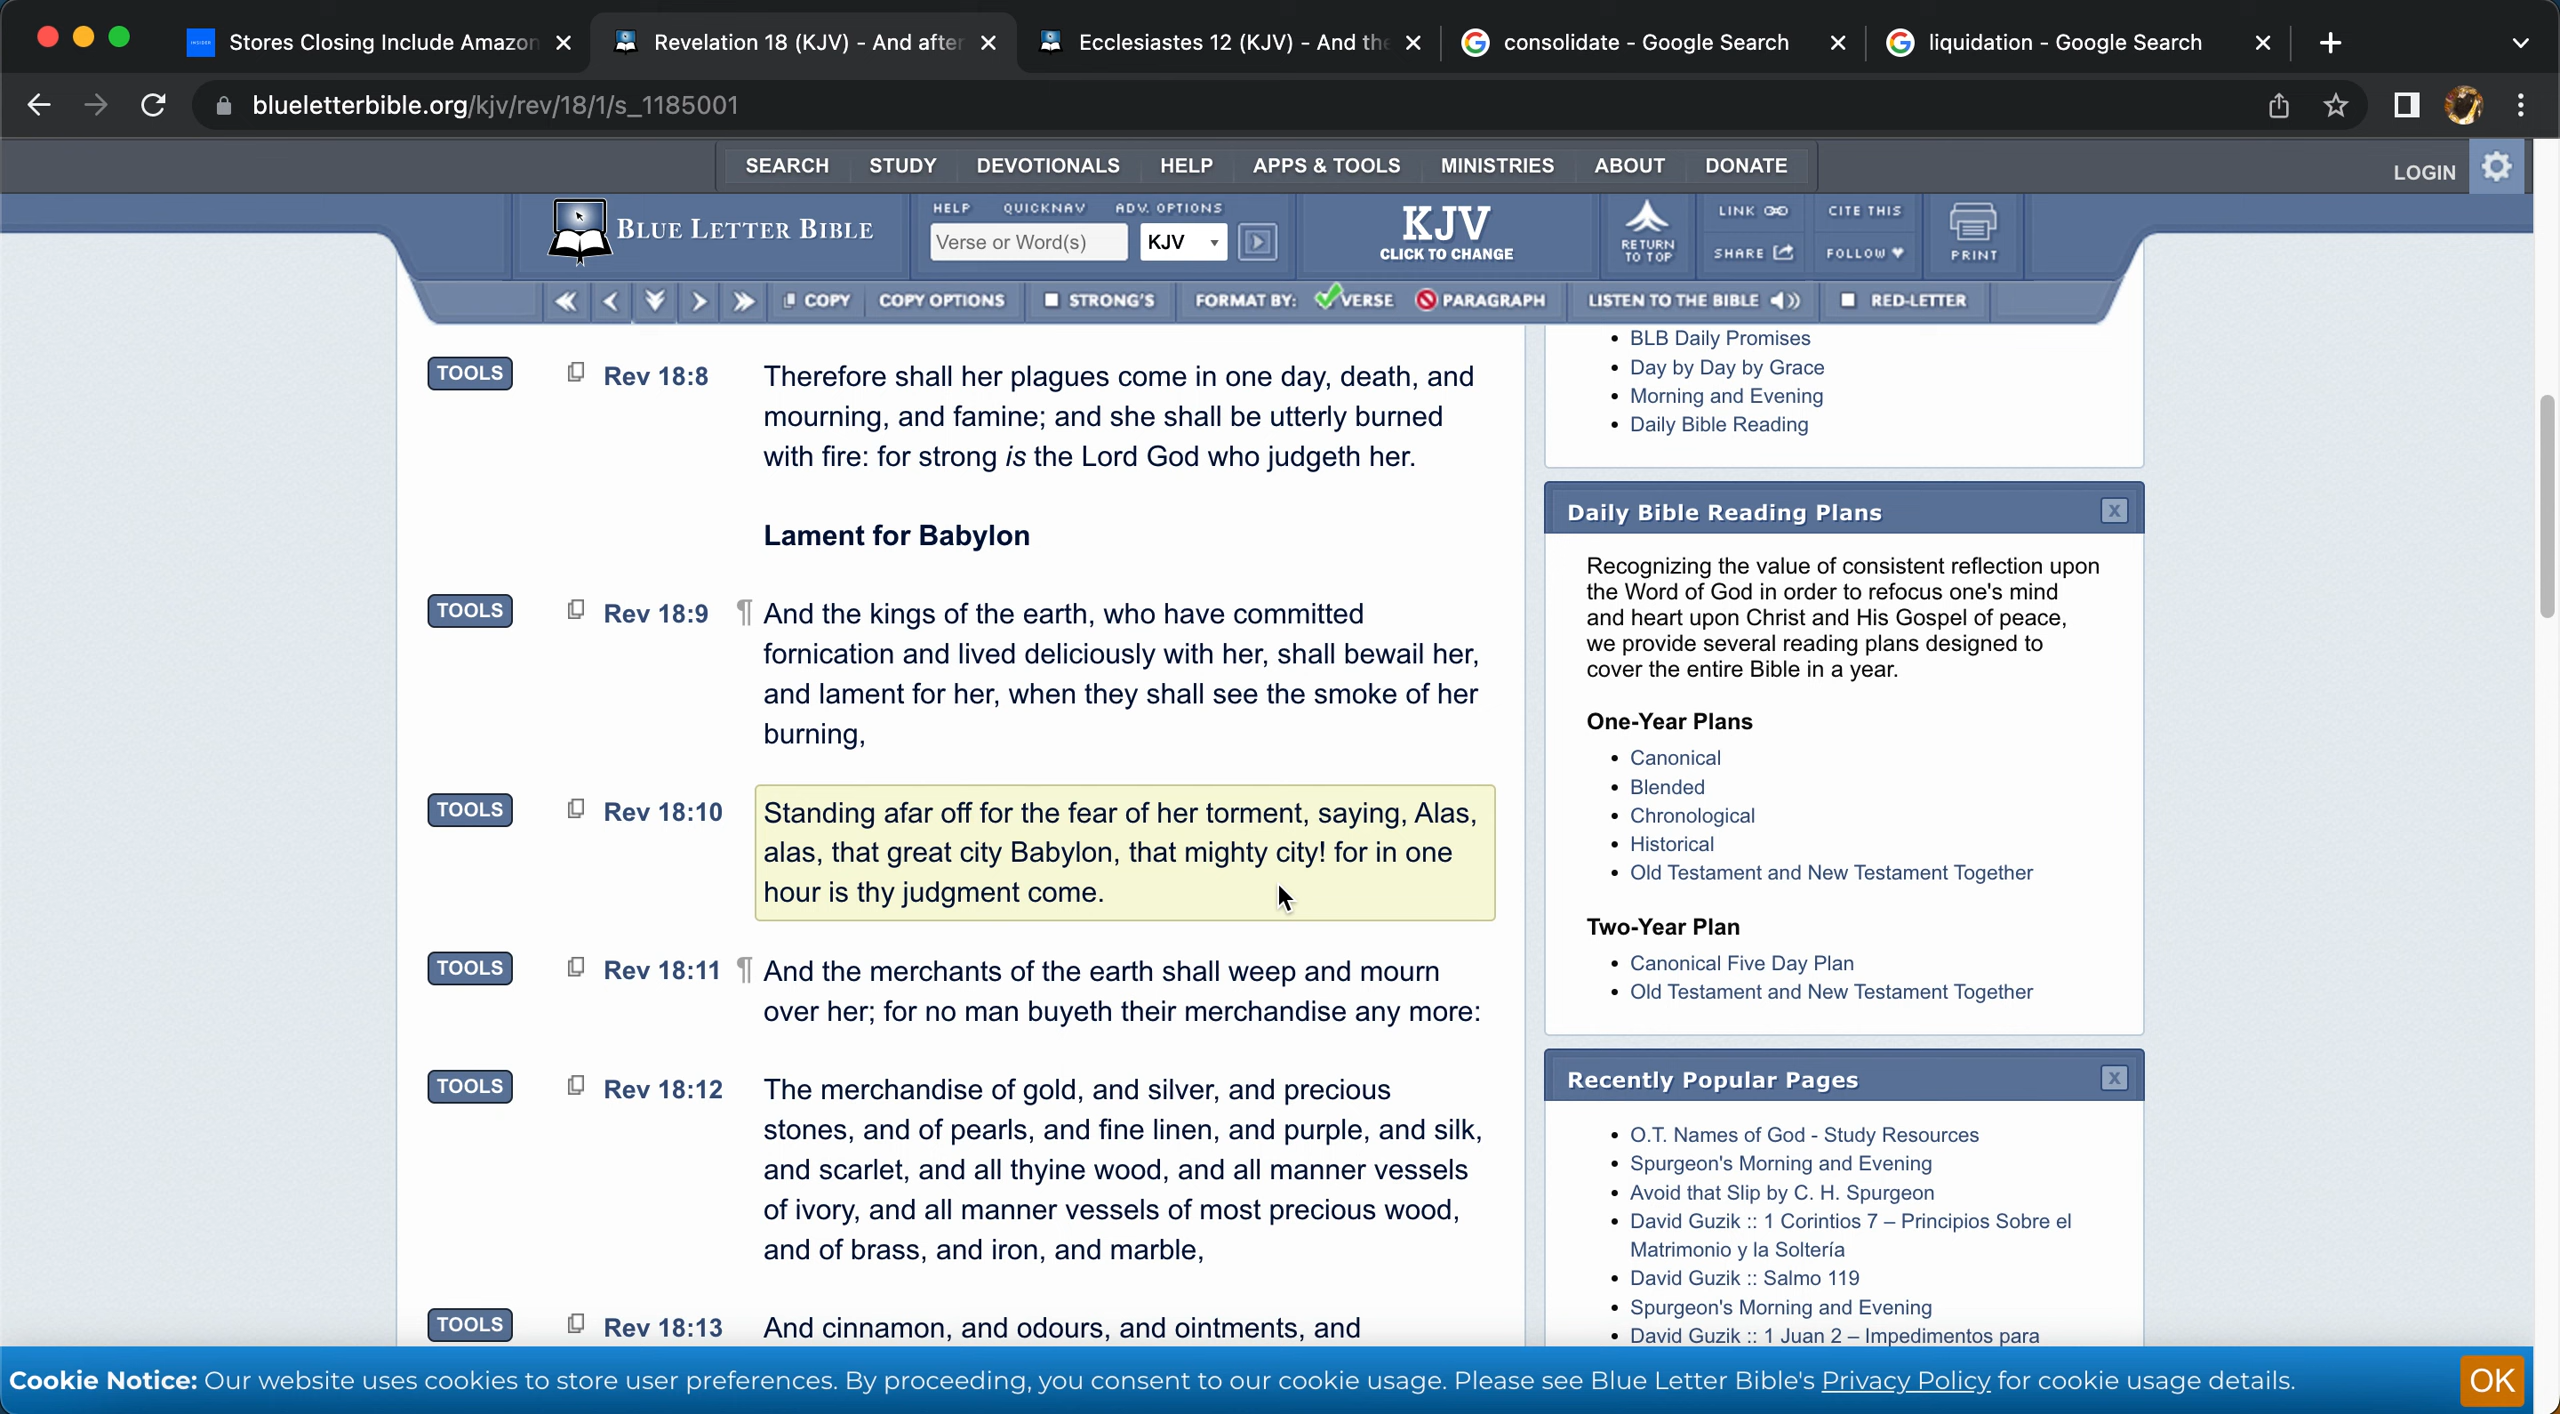 Stores Closing Include Amazon
Revelation 18 (KJV) - And after
Ecclesiastes 12 (KJV) - And the
consolidate - Google Search
liquidation - Google Search
blueletterbible.org/kjv/rev/18/1/s_1185001
SEARCH STUDY DEVOTIONALS HELP APPS & TOOLS MINISTRIES ABOUT DONATE
LOGIN
BLUE LETTER BIBLE
HELP QUICKNAV ADV. OPTIONS
Verse or Word(s)
KJV
KJV
CLICK TO CHANGE
RETURN
TO TOP
LINK
CITE THIS
SHARE
FOLLOW
PRINT
COPY COPY OPTIONS STRONG'S FORMAT BY: VERSE PARAGRAPH LISTEN TO THE BIBLE RED-LETTER
TOOLS Rev 18:8 Therefore shall her plagues come in one day, death, and
mourning, and famine; and she shall be utterly burned
with fire: for strong is the Lord God who judgeth her.
Lament for Babylon
TOOLS Rev 18:9 ¶ And the kings of the earth, who have committed
fornication and lived deliciously with her, shall bewail her,
and lament for her, when they shall see the smoke of her
burning,
TOOLS Rev 18:10 Standing afar off for the fear of her torment, saying, Alas,
alas, that great city Babylon, that mighty city! for in one
hour is thy judgment come.
TOOLS Rev 18:11 ¶ And the merchants of the earth shall weep and mourn
over her; for no man buyeth their merchandise any more:
TOOLS Rev 18:12 The merchandise of gold, and silver, and precious
stones, and of pearls, and fine linen, and purple, and silk,
and scarlet, and all thyine wood, and all manner vessels
of ivory, and all manner vessels of most precious wood,
and of brass, and iron, and marble,
TOOLS Rev 18:13 And cinnamon, and odours, and ointments, and
• BLB Daily Promises
• Day by Day by Grace
• Morning and Evening
• Daily Bible Reading
Daily Bible Reading Plans X
Recognizing the value of consistent reflection upon
the Word of God in order to refocus one's mind
and heart upon Christ and His Gospel of peace,
we provide several reading plans designed to
cover the entire Bible in a year.
One-Year Plans
• Canonical
• Blended
• Chronological
• Historical
• Old Testament and New Testament Together
Two-Year Plan
• Canonical Five Day Plan
• Old Testament and New Testament Together
Recently Popular Pages X
• O.T. Names of God - Study Resources
• Spurgeon's Morning and Evening
• Avoid that Slip by C. H. Spurgeon
• David Guzik :: 1 Corintios 7 – Principios Sobre el
Matrimonio y la Soltería
• David Guzik :: Salmo 119
• Spurgeon's Morning and Evening
• David Guzik :: 1 Juan 2 – Impedimentos para
Cookie Notice: Our website uses cookies to store user preferences. By proceeding, you consent to our cookie usage. Please see Blue Letter Bible's Privacy Policy for cookie usage details.
OK